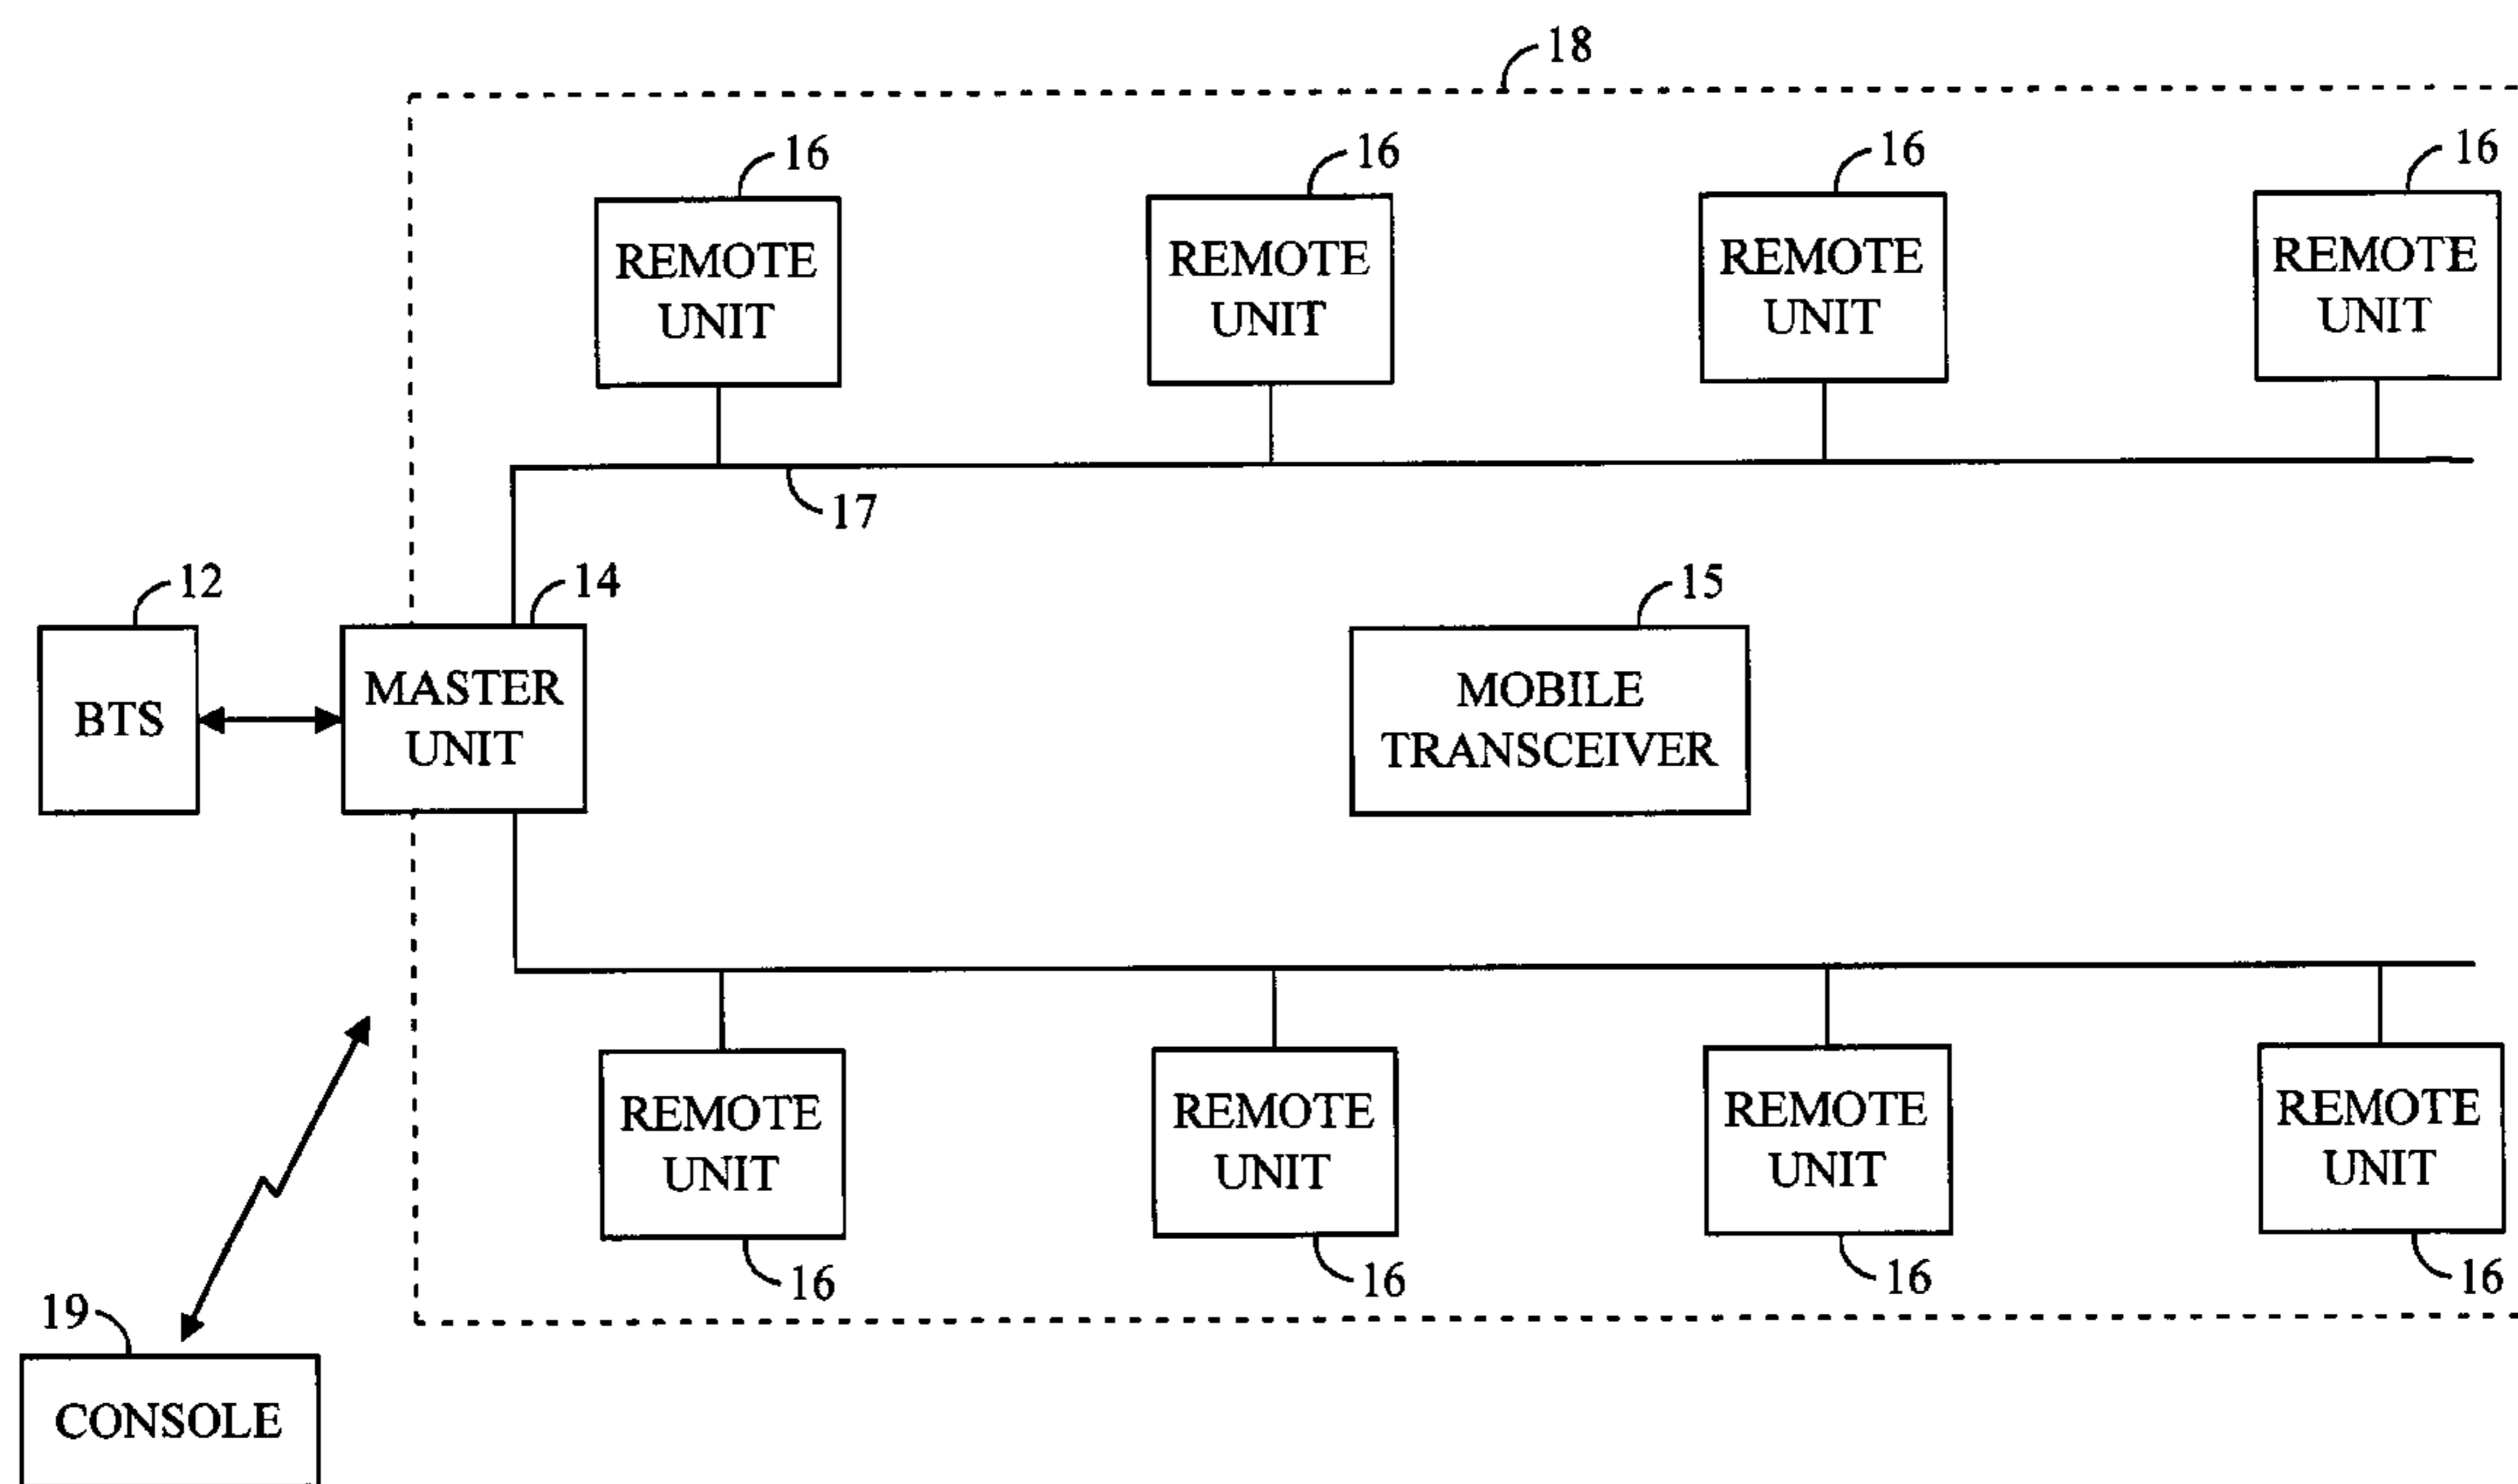 18
16 16 16 16
REMOTE UNIT REMOTE UNIT REMOTE UNIT REMOTE UNIT
17
12 14 15
BTS
MASTER UNIT
MOBILE TRANSCEIVER
REMOTE UNIT REMOTE UNIT REMOTE UNIT REMOTE UNIT
16 16 16 16
19
CONSOLE